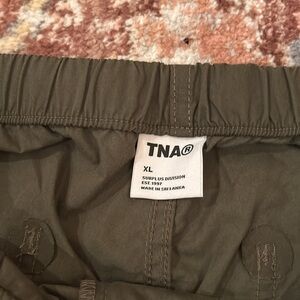 TNA®
XL
SURPLUS DIVISION
EST. 1997
MADE IN SRI LANKA